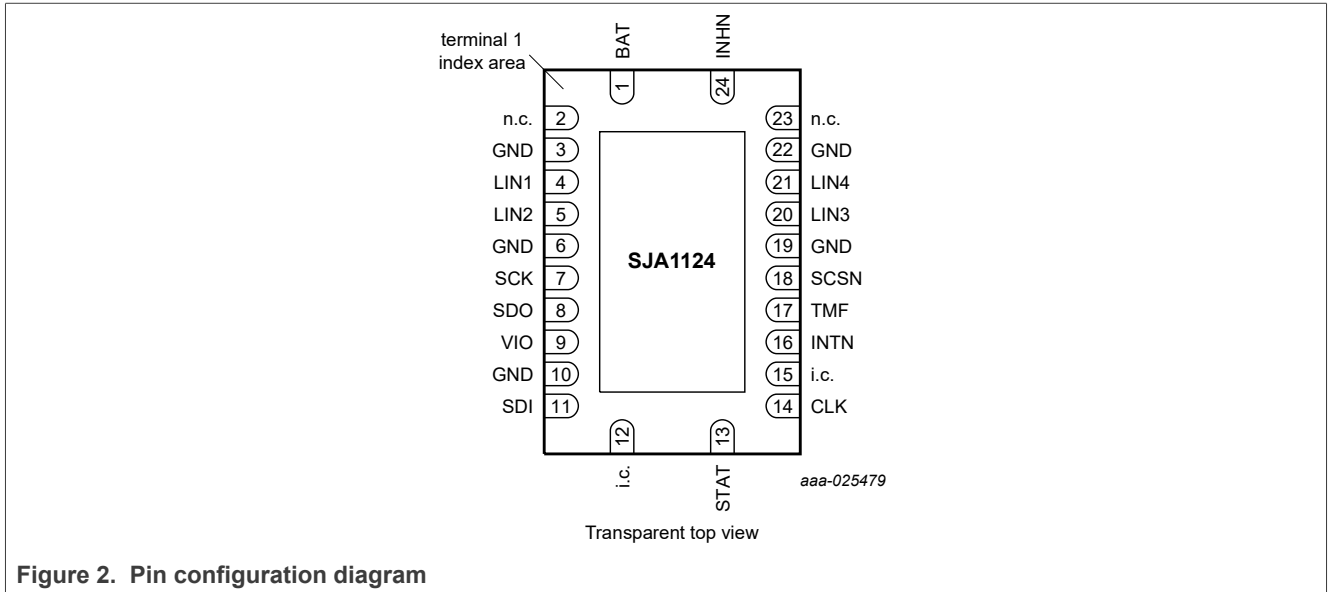 terminal 1
index area
BAT
INHN
1
24
n.c. 2
23 n.c.
GND 3
22 GND
LIN1 4
21 LIN4
LIN2 5
20 LIN3
GND 6
19 GND
SJA1124
SCK 7
18 SCSN
SDO 8
17 TMF
VIO 9
16 INTN
GND 10
15 i.c.
SDI 11
14 CLK
12
13
i.c.
STAT
aaa-025479
Transparent top view
Figure 2. Pin configuration diagram